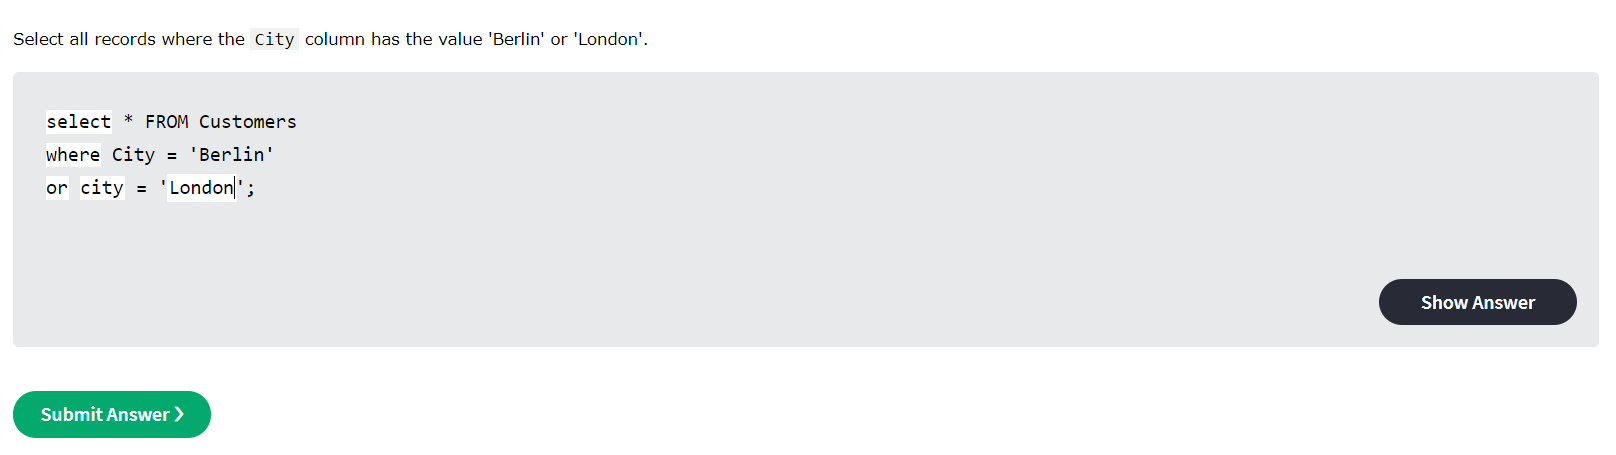 Select all records where the City column has the value 'Berlin' or 'London'.
select * FROM Customers
where City = 'Berlin'
or city = 'London';
Show Answer
Submit Answer ❯